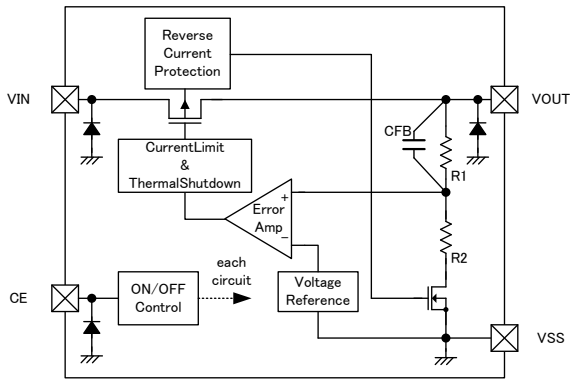 Reverse
Current
Protection
VIN
VOUT
CFB
R1
CurrentLimit
&
ThermalShutdown
+
Error
Amp
−
R2
each
circuit
CE
ON/OFF
Control
Voltage
Reference
VSS